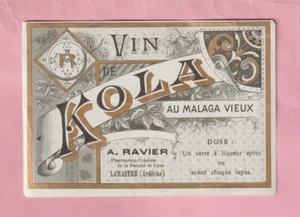 VIN
DE
KOLA
AU MALAGA VIEUX
A. RAVIER
Pharmacien-Chimiste
de la Faculté de Lyon
LAMASTRE (Ardèche)
DOSE :
Un verre à liqueur après
ou
avant chaque repas.